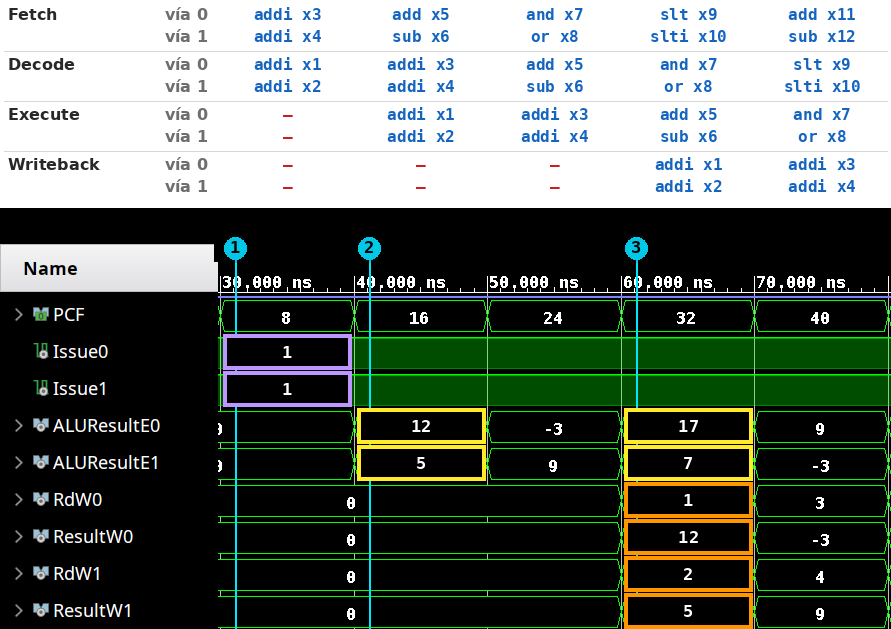 Fetch vía 0 addi x3 add x5 and x7 slt x9 add x11
vía 1 addi x4 sub x6 or x8 slti x10 sub x12
Decode vía 0 addi x1 addi x3 add x5 and x7 slt x9
vía 1 addi x2 addi x4 sub x6 or x8 slti x10
Execute vía 0 – addi x1 addi x3 add x5 and x7
vía 1 – addi x2 addi x4 sub x6 or x8
Writeback vía 0 – – – addi x1 addi x3
vía 1 – – – addi x2 addi x4
1 2 3
Name
30.000 ns 40.000 ns 50.000 ns 60.000 ns 70.000 ns
PCF 8 16 24 32 40
Issue0 1
Issue1 1
ALUResultE0 0 12 -3 17 9
ALUResultE1 0 5 9 7 -3
RdW0 0 1 3
ResultW0 0 12 -3
RdW1 0 2 4
ResultW1 0 5 9